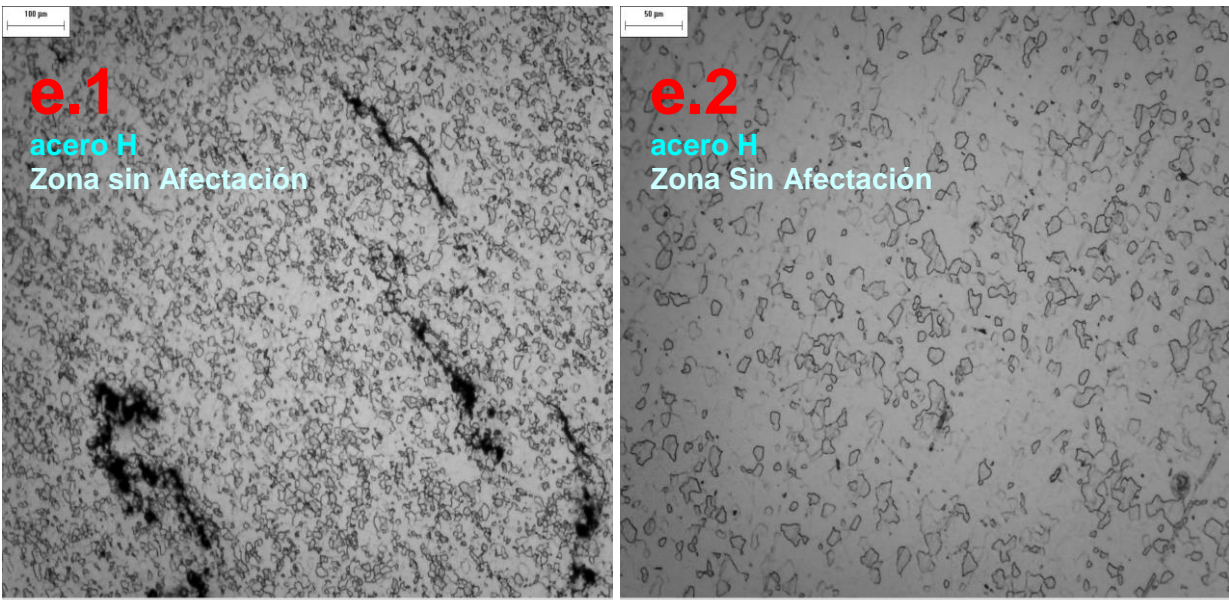 100 µm
e.1
acero H
Zona sin Afectación
50 µm
e.2
acero H
Zona Sin Afectación